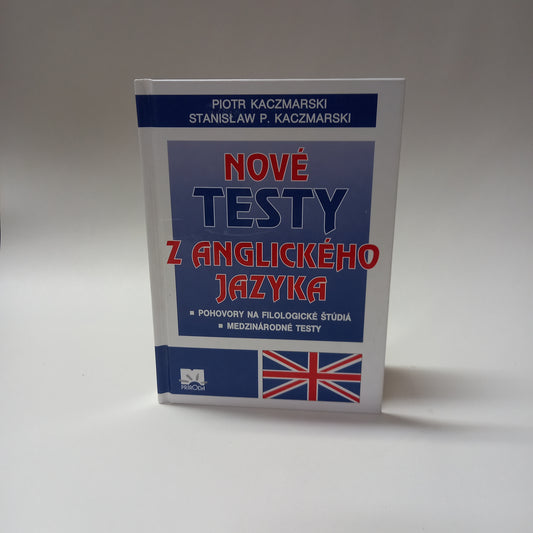 PIOTR KACZMARSKI
STANISŁAW P. KACZMARSKI
NOVÉ
TESTY
Z ANGLICKÉHO
JAZYKA
▪ POHOVORY NA FILOLOGICKÉ ŠTÚDIÁ
▪ MEDZINÁRODNÉ TESTY
PRÍRODA